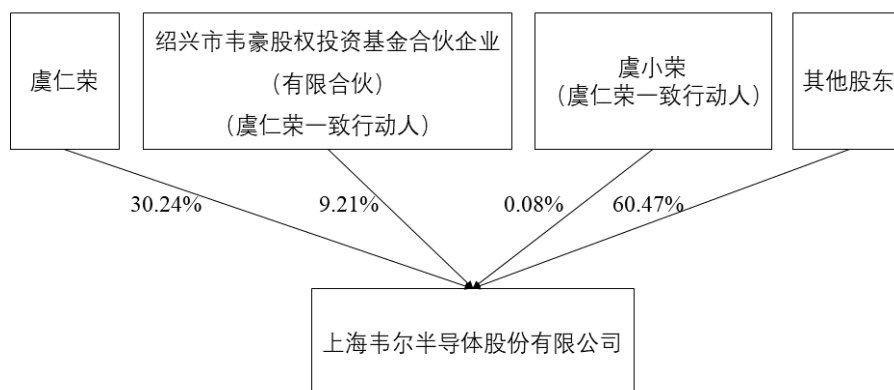 虞仁荣
绍兴市韦豪股权投资基金合伙企业
（有限合伙）
（虞仁荣一致行动人）
虞小荣
（虞仁荣一致行动人）
其他股东
30.24%
9.21%
0.08%
60.47%
上海韦尔半导体股份有限公司